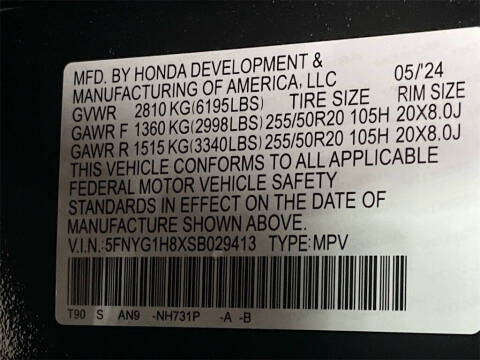 MFD. BY HONDA DEVELOPMENT &
MANUFACTURING OF AMERICA, LLC 05/'24
GVWR 2810 KG(6195LBS) TIRE SIZE RIM SIZE
GAWR F 1360 KG(2998LBS) 255/50R20 105H 20X8.0J
GAWR R 1515 KG(3340LBS) 255/50R20 105H 20X8.0J
THIS VEHICLE CONFORMS TO ALL APPLICABLE
FEDERAL MOTOR VEHICLE SAFETY
STANDARDS IN EFFECT ON THE DATE OF
MANUFACTURE SHOWN ABOVE.
V.I.N.: 5FNYG1H8XSB029413 TYPE:MPV
T90 S AN9 -NH731P -A -B